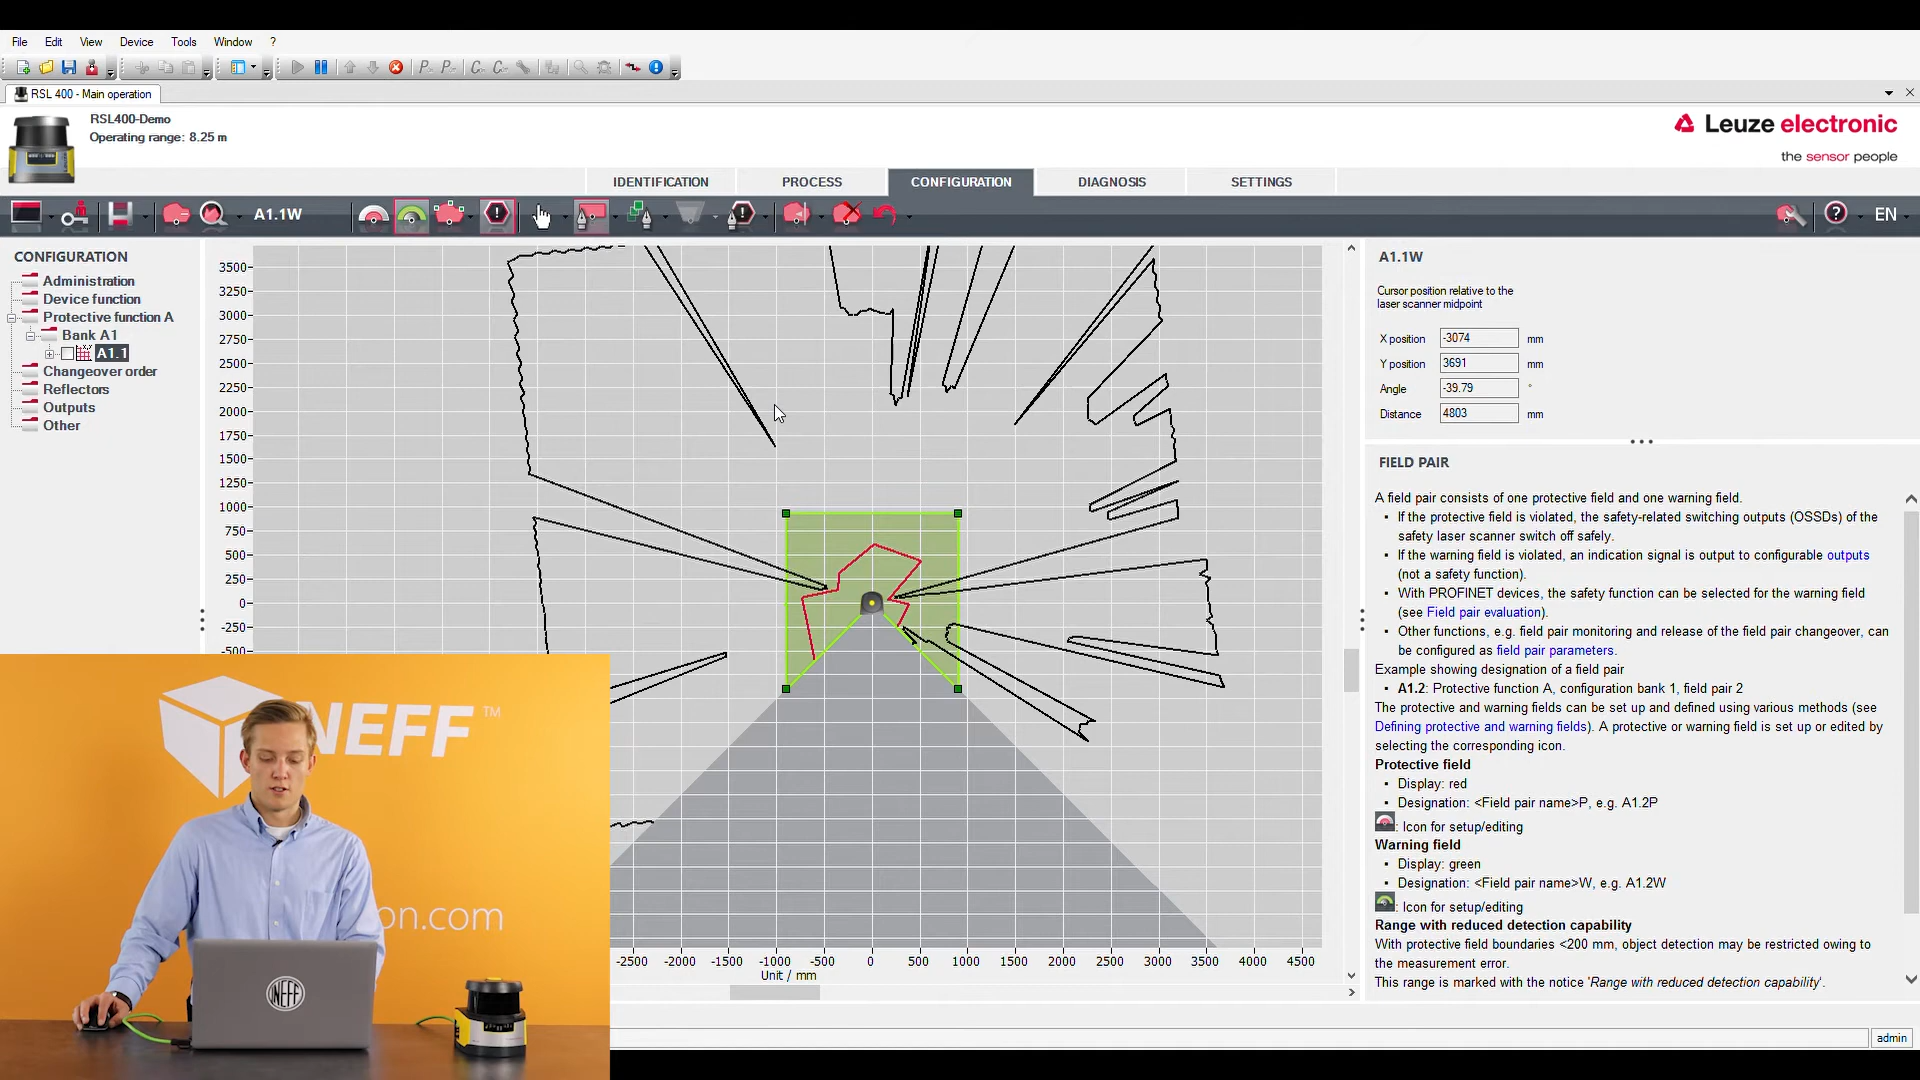 File Edit View Device Tools Window ?
RSL 400 - Main operation
RSL400-Demo
Operating range: 8.25 m
Leuze electronic
the sensor people
IDENTIFICATION PROCESS CONFIGURATION DIAGNOSIS SETTINGS
A1.1W
EN
CONFIGURATION
Administration
Device function
Protective function A
Bank A1
A1.1
Changeover order
Reflectors
Outputs
Other
3500
3250
3000
2750
2500
2250
2000
1750
1500
1250
1000
750
500
250
0
-250
-500
-2500 -2000 -1500 -1000 -500 0 500 1000 1500 2000 2500 3000 3500 4000 4500
Unit / mm
A1.1W
Cursor position relative to the
laser scanner midpoint
X position -3074 mm
Y position 3691 mm
Angle -39.79 °
Distance 4803 mm
FIELD PAIR
A field pair consists of one protective field and one warning field.
▪ If the protective field is violated, the safety-related switching outputs (OSSDs) of the
safety laser scanner switch off safely.
▪ If the warning field is violated, an indication signal is output to configurable outputs
(not a safety function).
▪ With PROFINET devices, the safety function can be selected for the warning field
(see Field pair evaluation).
▪ Other functions, e.g. field pair monitoring and release of the field pair changeover, can
be configured as field pair parameters.
Example showing designation of a field pair
▪ A1.2: Protective function A, configuration bank 1, field pair 2
The protective and warning fields can be set up and defined using various methods (see
Defining protective and warning fields). A protective or warning field is set up or edited by
selecting the corresponding icon.
Protective field
▪ Display: red
▪ Designation: <Field pair name>P, e.g. A1.2P
: Icon for setup/editing
Warning field
▪ Display: green
▪ Designation: <Field pair name>W, e.g. A1.2W
: Icon for setup/editing
Range with reduced detection capability
With protective field boundaries <200 mm, object detection may be restricted owing to
the measurement error.
This range is marked with the notice 'Range with reduced detection capability'.
admin
NEFF™
on.com
NEFF